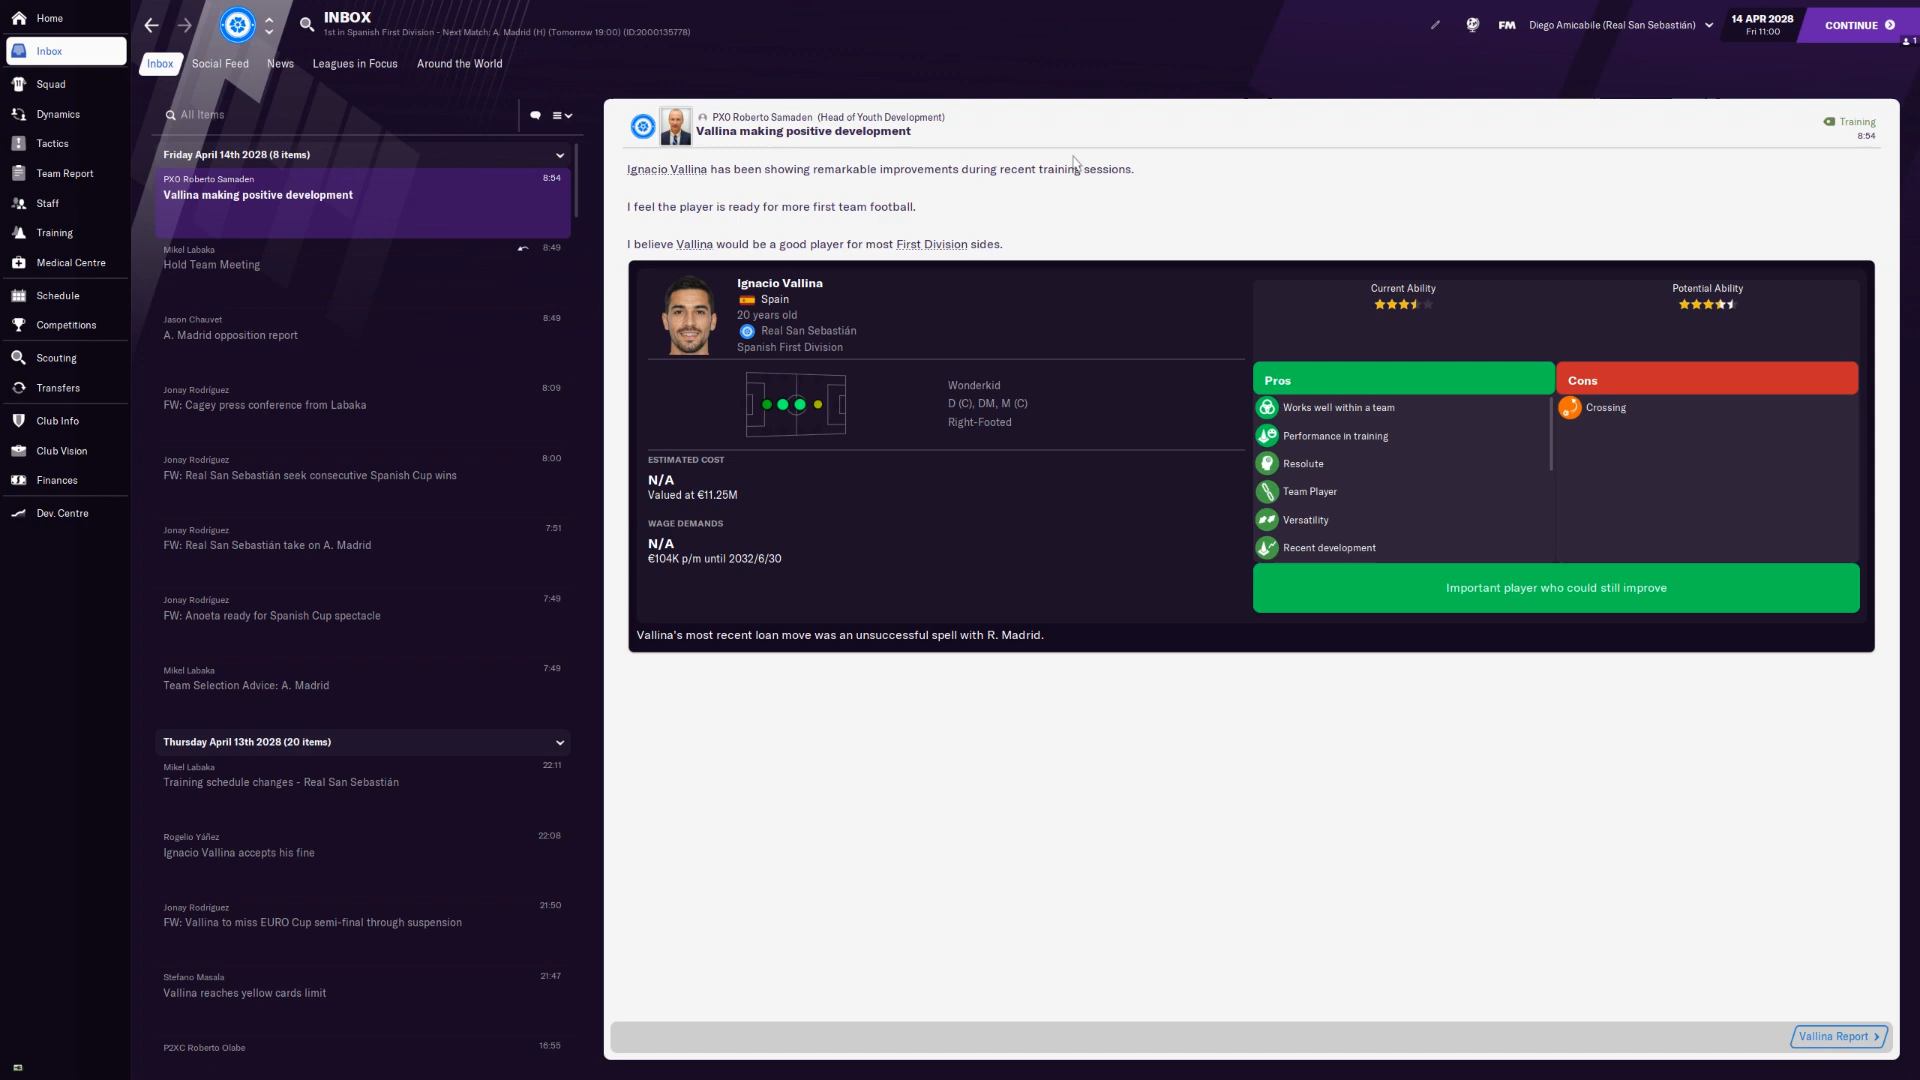 Home
Inbox
Squad
Dynamics
Tactics
Team Report
Staff
Training
Medical Centre
Schedule
Competitions
Scouting
Transfers
Club Info
Club Vision
Finances
Dev. Centre
INBOX
1st in Spanish First Division - Next Match: A. Madrid (H) (Tomorrow 19:00) (ID:2000135778)
FM
Diego Amicabile (Real San Sebastián)
14 APR 2028
Fri 11:00
CONTINUE
1
Inbox
Social Feed
News
Leagues in Focus
Around the World
All Items
Friday April 14th 2028 (8 items)
PX0 Roberto Samaden
8:54
Vallina making positive development
Mikel Labaka
8:49
Hold Team Meeting
Jason Chauvet
8:49
A. Madrid opposition report
Jonay Rodríguez
8:09
FW: Cagey press conference from Labaka
Jonay Rodríguez
8:00
FW: Real San Sebastián seek consecutive Spanish Cup wins
Jonay Rodríguez
7:51
FW: Real San Sebastián take on A. Madrid
Jonay Rodríguez
7:49
FW: Anoeta ready for Spanish Cup spectacle
Mikel Labaka
7:49
Team Selection Advice: A. Madrid
Thursday April 13th 2028 (20 items)
Mikel Labaka
22:11
Training schedule changes - Real San Sebastián
Rogelio Yáñez
22:08
Ignacio Vallina accepts his fine
Jonay Rodríguez
21:50
FW: Vallina to miss EURO Cup semi-final through suspension
Stefano Masala
21:47
Vallina reaches yellow cards limit
P2XC Roberto Olabe
16:55
PX0 Roberto Samaden (Head of Youth Development)
Vallina making positive development
Training
8:54
Ignacio Vallina has been showing remarkable improvements during recent training sessions.
I feel the player is ready for more first team football.
I believe Vallina would be a good player for most First Division sides.
Ignacio Vallina
Spain
20 years old
Real San Sebastián
Spanish First Division
Wonderkid
D (C), DM, M (C)
Right-Footed
ESTIMATED COST
N/A
Valued at €11.25M
WAGE DEMANDS
N/A
€104K p/m until 2032/6/30
Current Ability
Potential Ability
Pros
Works well within a team
Performance in training
Resolute
Team Player
Versatility
Recent development
Cons
Crossing
Important player who could still improve
Vallina's most recent loan move was an unsuccessful spell with R. Madrid.
Vallina Report